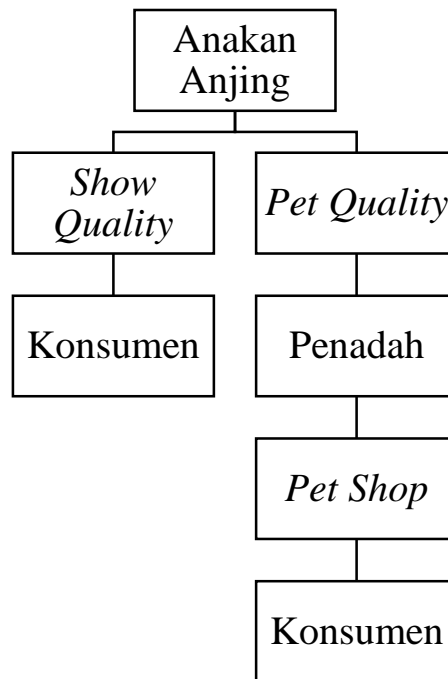 Anakan
Anjing
Show
Quality
Pet Quality
Konsumen
Penadah
Pet Shop
Konsumen